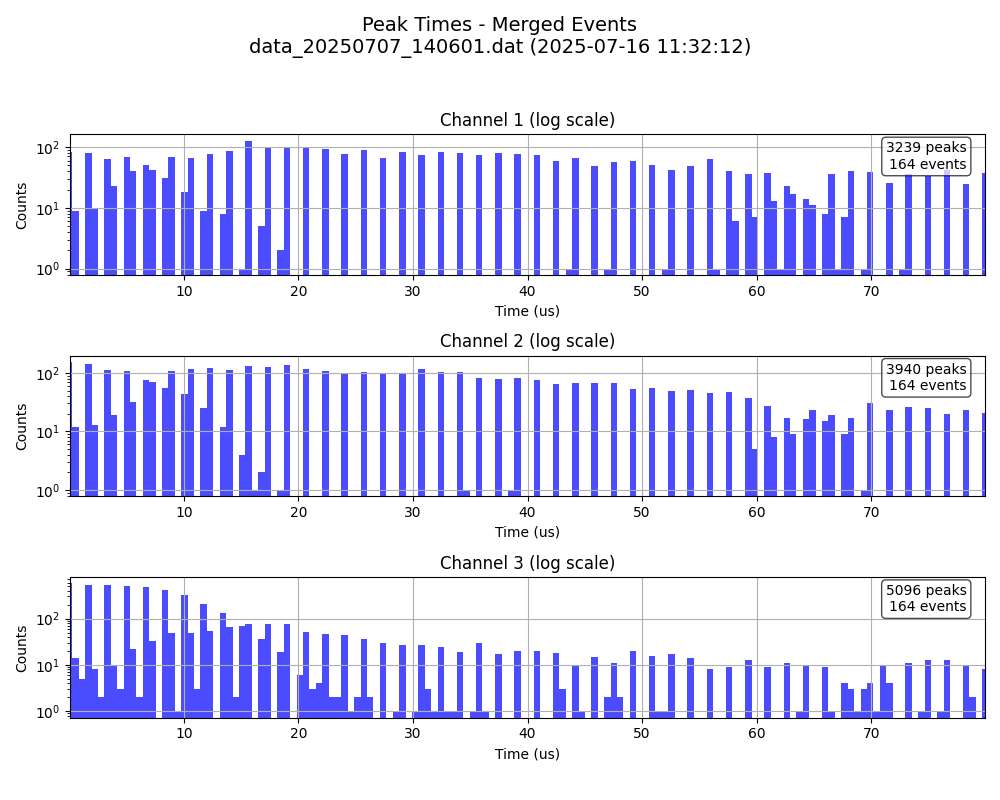 Peak Times - Merged Events
data_20250707_140601.dat (2025-07-16 11:32:12)
Channel 1 (log scale)
3239 peaks
164 events
Counts
10²
10¹
10⁰
10 20 30 40 50 60 70
Time (us)
Channel 2 (log scale)
3940 peaks
164 events
Counts
10²
10¹
10⁰
10 20 30 40 50 60 70
Time (us)
Channel 3 (log scale)
5096 peaks
164 events
Counts
10²
10¹
10⁰
10 20 30 40 50 60 70
Time (us)